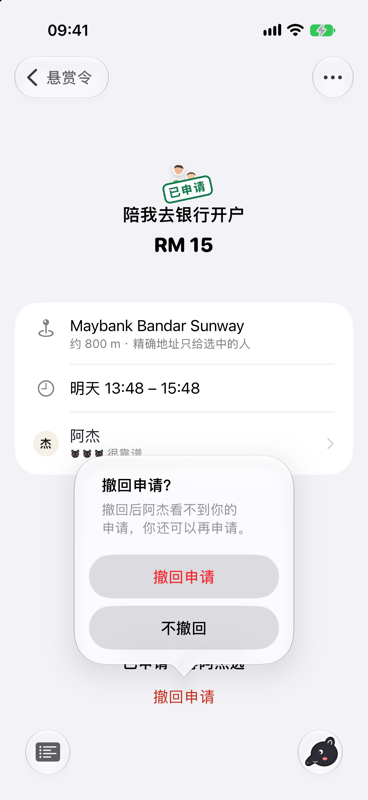 09:41
悬赏令
已申请
陪我去银行开户
RM 15
Maybank Bandar Sunway
约 800 m · 精确地址只给选中的人
明天 13:48 – 15:48
杰
阿杰
很靠谱
撤回申请?
撤回后阿杰看不到你的
申请，你还可以再申请。
撤回申请
不撤回
撤回申请